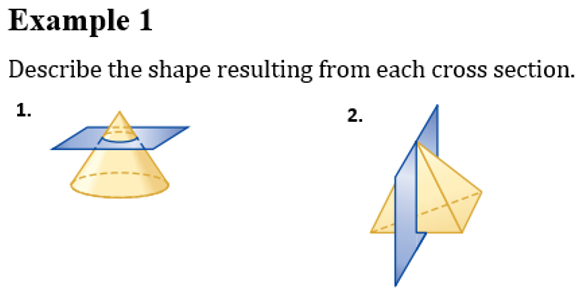 Example 1
Describe the shape resulting from each cross section.
1.
2.